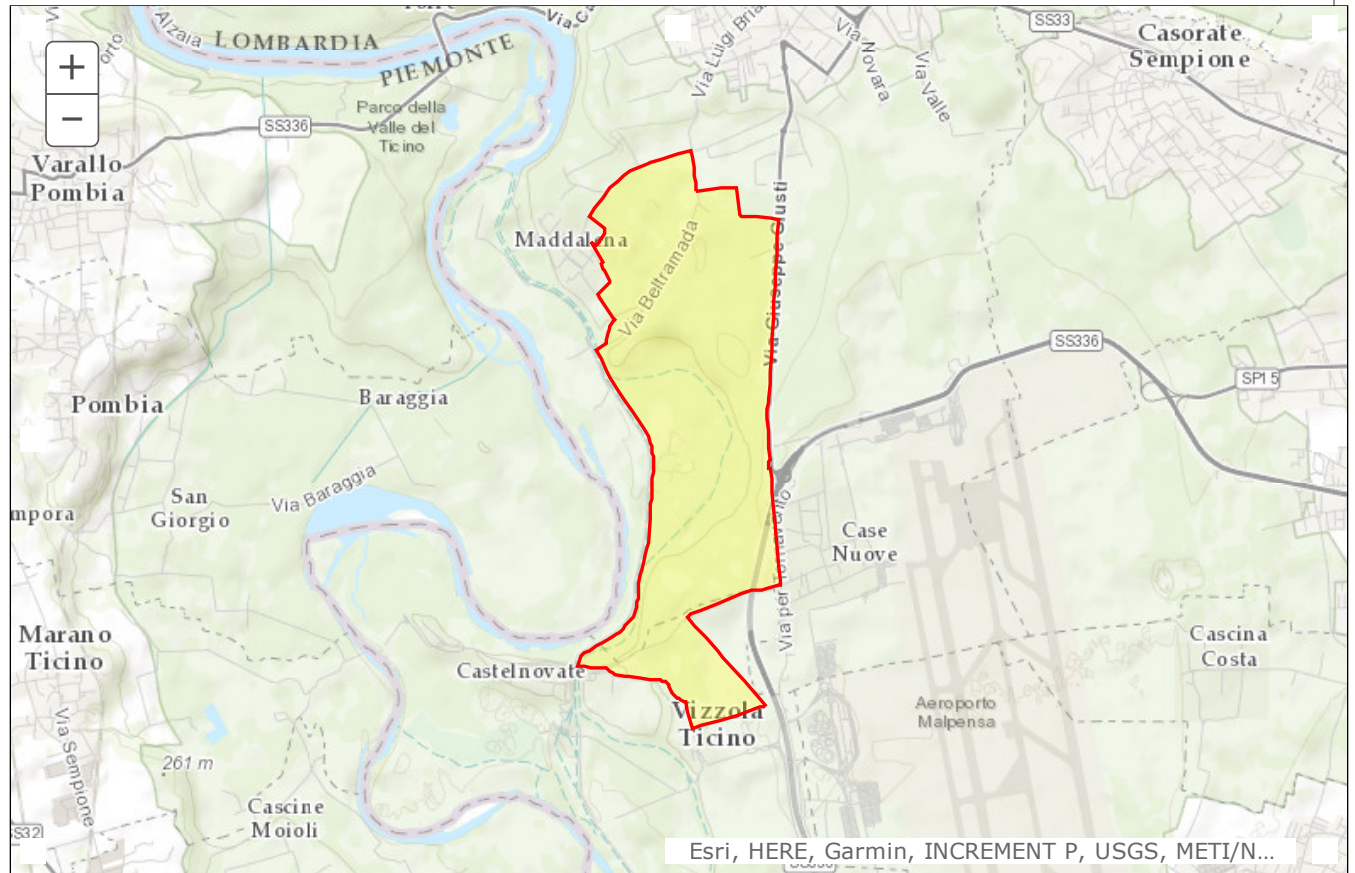 +
−
Alzaia
LOMBARDIA
PIEMONTE
SS336
Parco della
Valle del
Ticino
Via Luigi Bria
Via Novara
Via Valle
SS33
Casorate
Sempione
Varallo
Pombia
Maddalena
Via Beltramada
Via Giuseppe Giusti
SS336
SP15
Pombia
Baraggia
Via Baraggia
San
Giorgio
mpora
Case
Nuove
Marano
Ticino
Castelnovate
Vizzola
Ticino
Aeroporto
Malpensa
Cascina
Costa
Via Sempione
261 m
Cascine
Moioli
SS32
Esri, HERE, Garmin, INCREMENT P, USGS, METI/N...